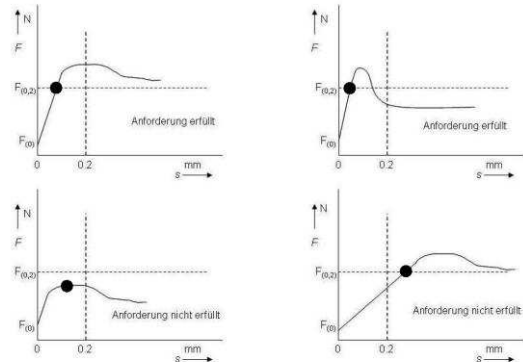 N
F
F(0,2)
Anforderung erfüllt
F(0)
0
0.2
mm
s
N
F
F(0,2)
Anforderung erfüllt
F(0)
0
0.2
mm
s
N
F
F(0,2)
Anforderung nicht erfüllt
F(0)
0
0.2
mm
s
N
F
F(0,2)
Anforderung nicht erfüllt
F(0)
0
0.2
mm
s